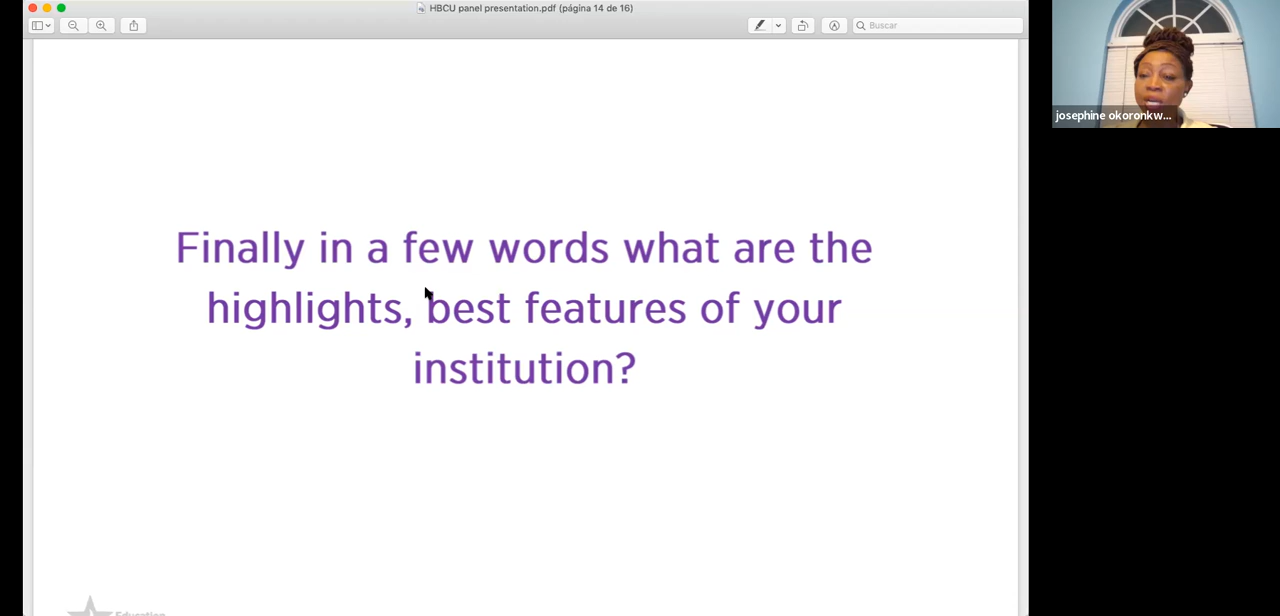 HBCU panel presentation.pdf (página 14 de 16)
Buscar
josephine okoronkw...
Finally in a few words what are the
highlights, best features of your
institution?
Education